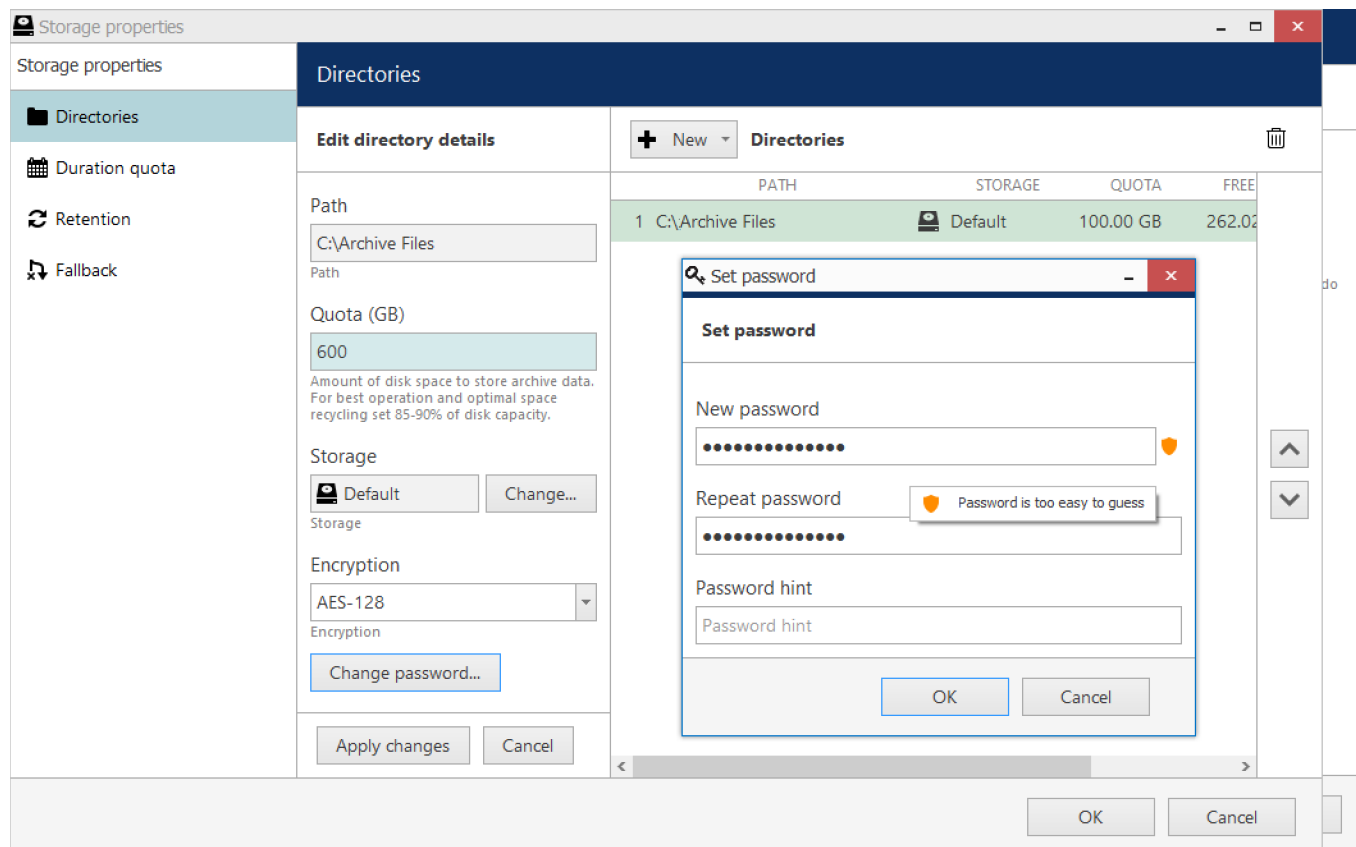 Storage properties
Storage properties
Directories
Duration quota
Retention
Fallback
Directories
Edit directory details
Path
C:\Archive Files
Path
Quota (GB)
600
Amount of disk space to store archive data.
For best operation and optimal space
recycling set 85-90% of disk capacity.
Storage
Default
Change...
Storage
Encryption
AES-128
Encryption
Change password...
Apply changes
Cancel
New
Directories
PATH STORAGE QUOTA FREE
1 C:\Archive Files Default 100.00 GB 262.02
Set password
Set password
New password
●●●●●●●●●●●●●●
Repeat password
Password is too easy to guess
●●●●●●●●●●●●●●
Password hint
Password hint
OK
Cancel
OK
Cancel
do